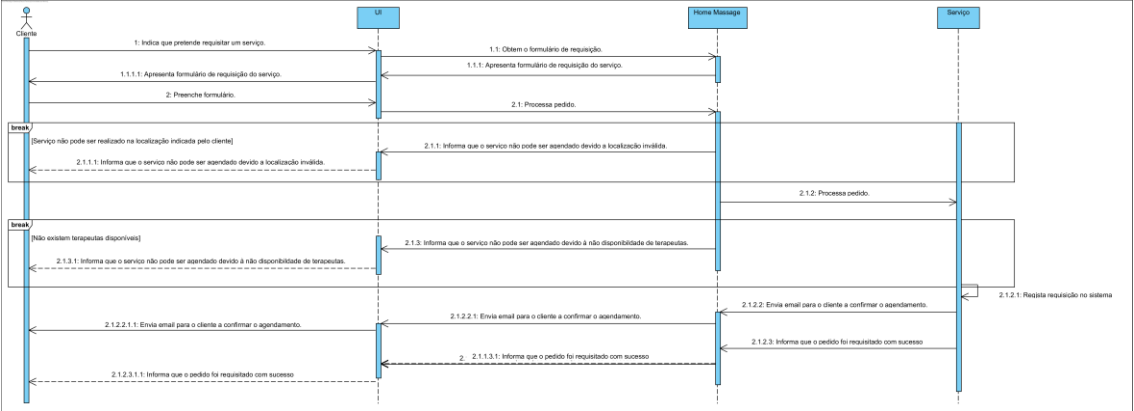 UI
Home Massage
Serviço
Cliente
1: Indica que pretende requisitar um serviço.
1.1: Obtem o formulário de requisição.
1.1.1: Apresenta formulário de requisição do serviço.
1.1.1.1: Apresenta formulário de requisição do serviço.
2: Preenche formulário.
2.1: Processa pedido.
break
[Serviço não pode ser realizado na localização indicada pelo cliente]
2.1.1: Informa que o serviço não pode ser agendado devido a localização inválida.
2.1.1.1: Informa que o serviço não pode ser agendado devido a localização inválida.
2.1.2: Processa pedido.
break
[Não existem terapeutas disponíveis]
2.1.3: Informa que o serviço não pode ser agendado devido à não disponibilidade de terapeutas.
2.1.3.1: Informa que o serviço não pode ser agendado devido à não disponibilidade de terapeutas.
2.1.2.1: Regista requisição no sistema
2.1.2.2: Envia email para o cliente a confirmar o agendamento.
2.1.2.2.1: Envia email para o cliente a confirmar o agendamento.
2.1.2.2.1.1: Envia email para o cliente a confirmar o agendamento.
2.1.2.3: Informa que o pedido foi requisitado com sucesso
2. 2.1.1.3.1: Informa que o pedido foi requisitado com sucesso
2.1.2.3.1.1: Informa que o pedido foi requisitado com sucesso